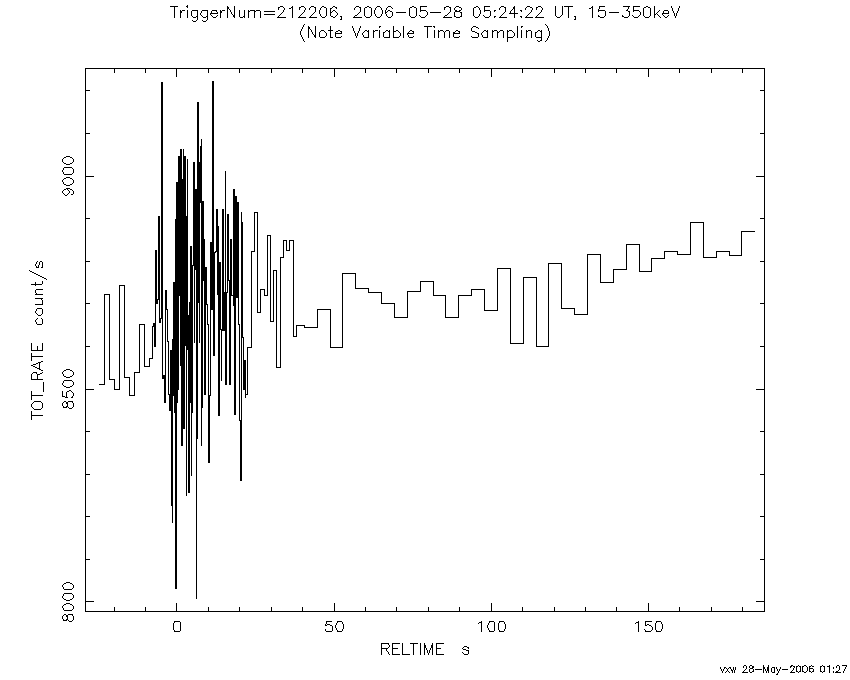 TriggerNum=212206, 2006-05-28 05:24:22 UT, 15-350keV
(Note Variable Time Sampling)
TOT_RATE count/s
9000
8500
8000
0 50 100 150
RELTIME s
vxw 28-May-2006 01:27